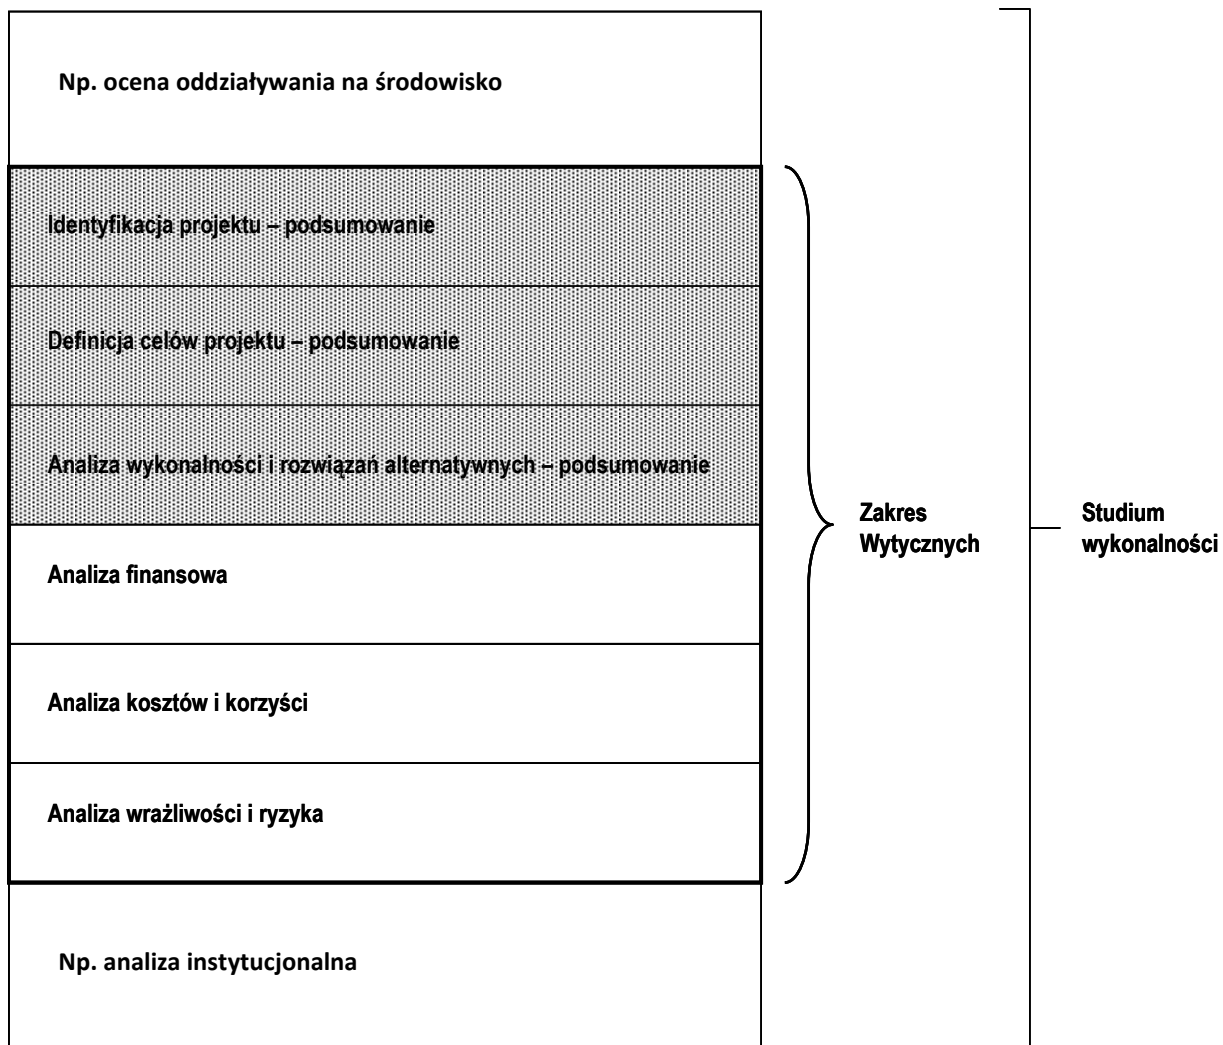 Np. ocena oddziaływania na środowisko
Identyfikacja projektu – podsumowanie
Definicja celów projektu – podsumowanie
Analiza wykonalności i rozwiązań alternatywnych – podsumowanie
Analiza finansowa
Analiza kosztów i korzyści
Analiza wrażliwości i ryzyka
Np. analiza instytucjonalna
Zakres
Wytycznych
Studium
wykonalności